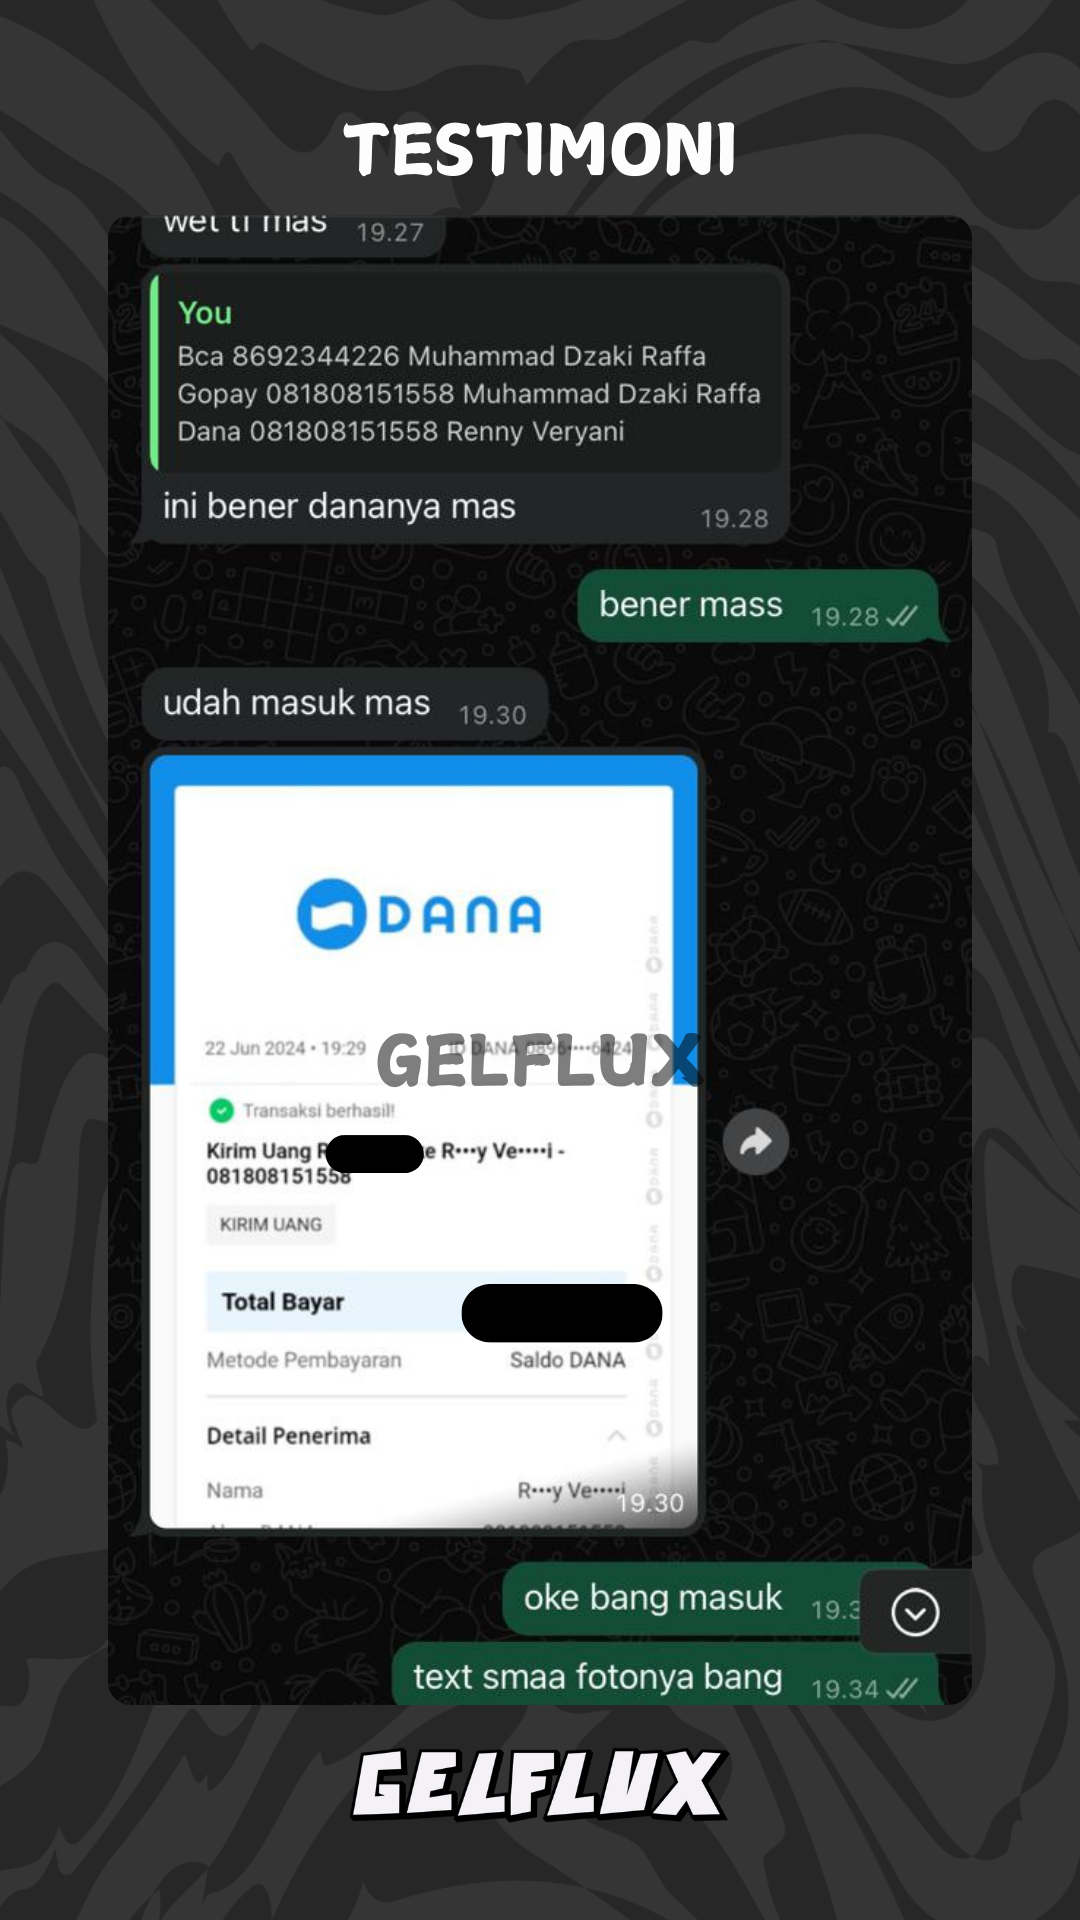 TESTIMONI
wet tf mas 19.27
You
Bca 8692344226 Muhammad Dzaki Raffa
Gopay 081808151558 Muhammad Dzaki Raffa
Dana 081808151558 Renny Veryani
ini bener dananya mas 19.28
bener mass 19.28
udah masuk mas 19.30
DANA
22 Jun 2024 • 19:29 ID DANA 0896••••6424
GELFLUX
Transaksi berhasil!
Kirim Uang R e R•••y Ve••••i -
081808151558
KIRIM UANG
Total Bayar
Metode Pembayaran Saldo DANA
Detail Penerima
Nama R•••y Ve••••i
19.30
oke bang masuk 19.3
text smaa fotonya bang 19.34
GELFLUX